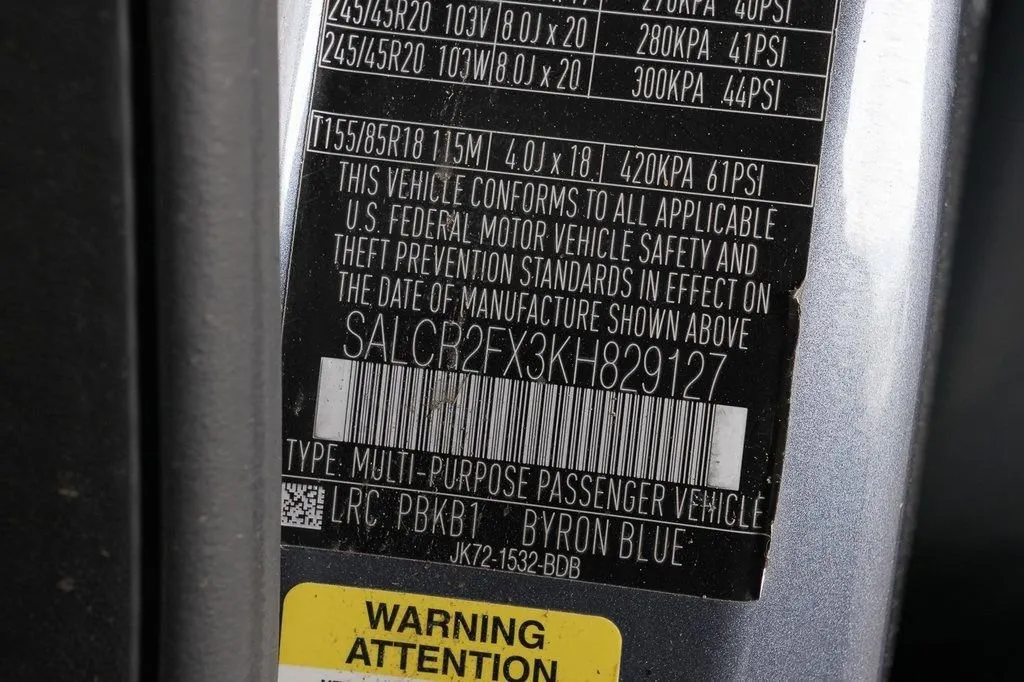 270KPA 40PSI
245/45R20 103V 8.0J x 20 280KPA 41PSI
245/45R20 103W 8.0J x 20 300KPA 44PSI
T155/85R18 115M 4.0J x 18 420KPA 61PSI
THIS VEHICLE CONFORMS TO ALL APPLICABLE
U.S. FEDERAL MOTOR VEHICLE SAFETY AND
THEFT PREVENTION STANDARDS IN EFFECT ON
THE DATE OF MANUFACTURE SHOWN ABOVE
SALCR2FX3KH829127
TYPE: MULTI-PURPOSE PASSENGER VEHICLE
LRC PBKB1 BYRON BLUE
JK72-1532-BDB
WARNING
ATTENTION